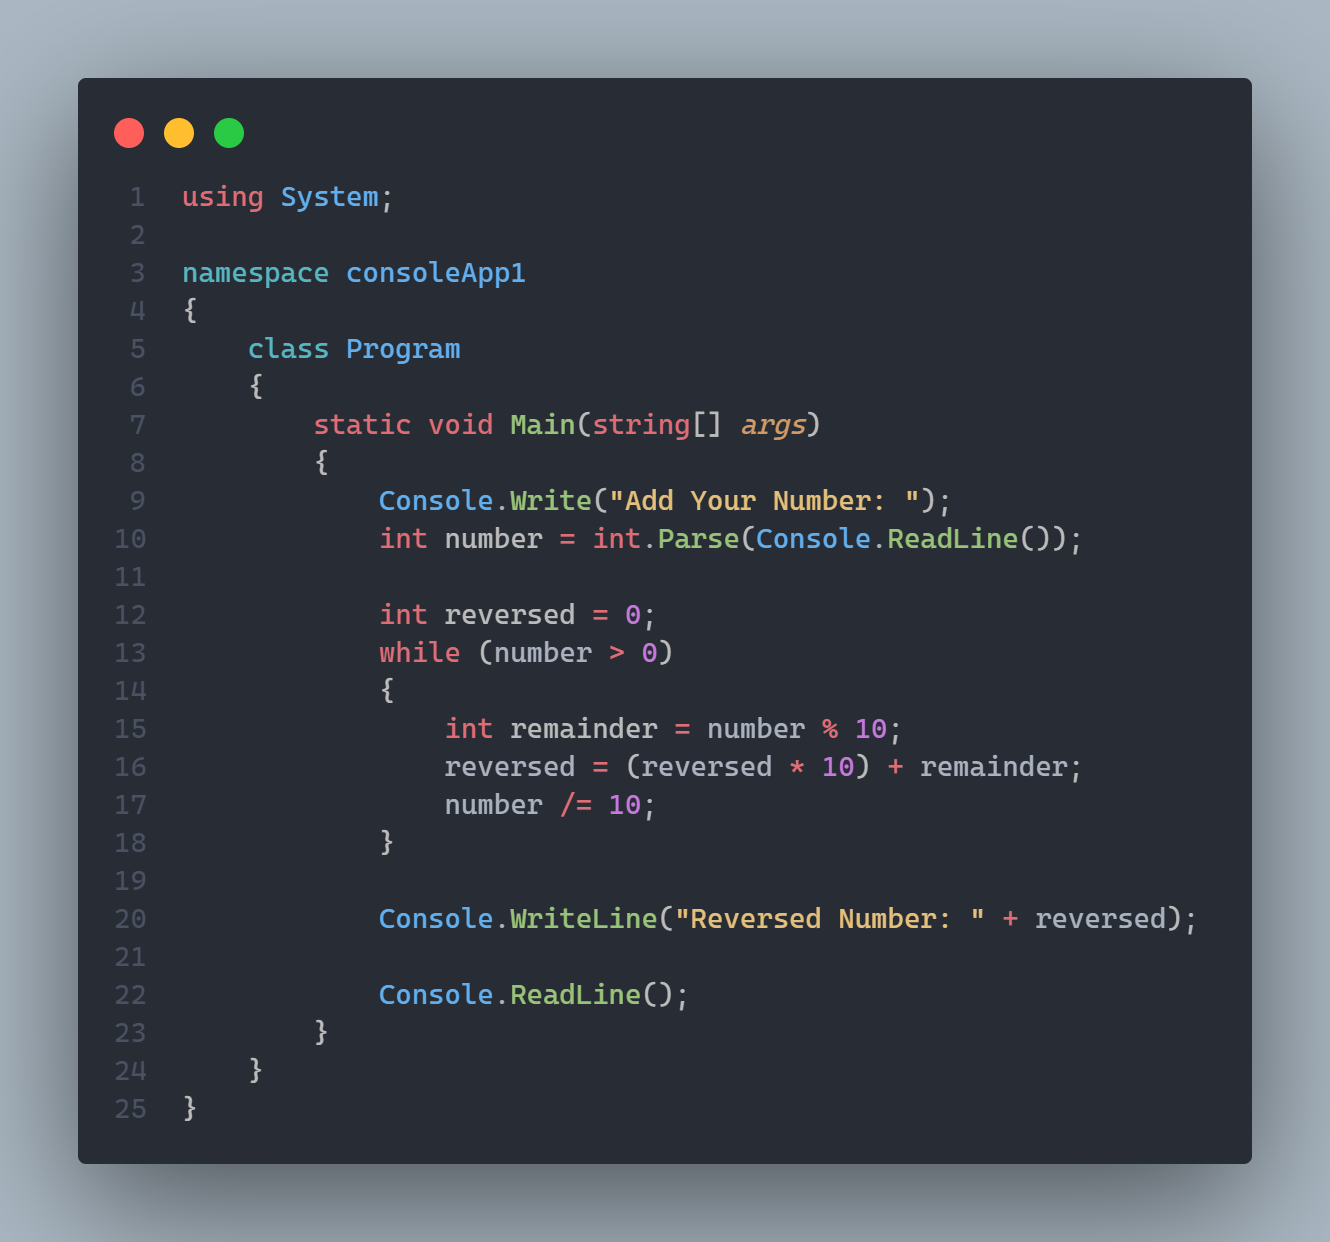 1 using System;
2
3 namespace consoleApp1
4 {
5     class Program
6     {
7         static void Main(string[] args)
8         {
9             Console.Write("Add Your Number: ");
10             int number = int.Parse(Console.ReadLine());
11
12             int reversed = 0;
13             while (number > 0)
14             {
15                 int remainder = number % 10;
16                 reversed = (reversed * 10) + remainder;
17                 number /= 10;
18             }
19
20             Console.WriteLine("Reversed Number: " + reversed);
21
22             Console.ReadLine();
23         }
24     }
25 }